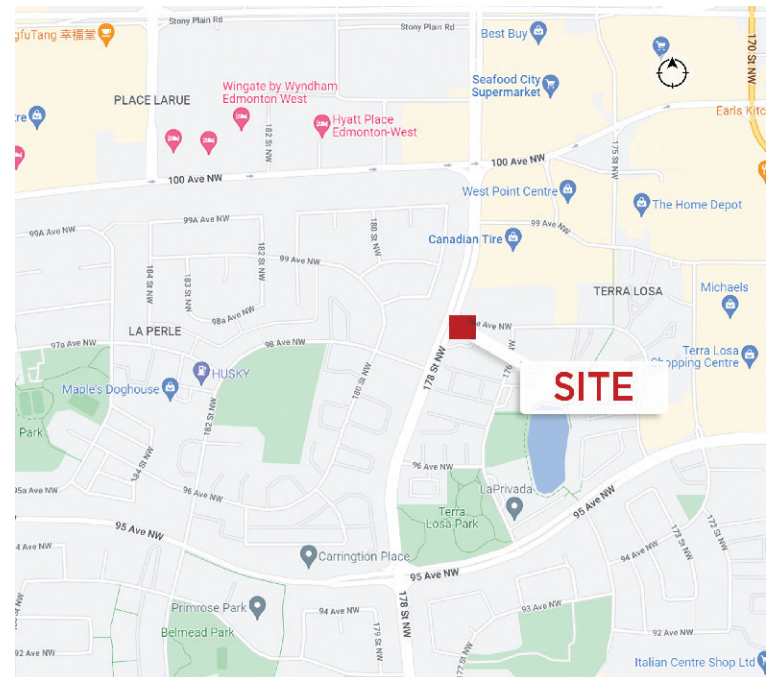 Stony Plain Rd
Stony Plain Rd
170 St NW
gfuTang 幸福堂
Best Buy
Seafood City
Supermarket
Wingate by Wyndham
Edmonton West
PLACE LARUE
Hyatt Place
Edmonton-West
182 St NW
175 St NW
Earls Kitc
tre
100 Ave NW
100 Ave NW
West Point Centre
The Home Depot
99A Ave NW
99A Ave NW
180 St NW
99 Ave NW
Canadian Tire
182 St NW
99 Ave NW
184 St NW
183 St NW
TERRA LOSA
Michaels
98a Ave NW
LA PERLE
Ave NW
97a Ave NW
98 Ave NW
178 St NW
176
NW
Terra Losa
Shopping Centre
HUSKY
SITE
Maple's Doghouse
180 St NW
182 St NW
Park
184 St NW
96 Ave NW
LaPrivada
95a Ave NW
96 Ave NW
95 Ave NW
Terra
Losa Park
95 Ave NW
173 St NW
172 St NW
4 Ave NW
Carrington Place
94 Ave NW
95 Ave NW
Primrose Park
94 Ave NW
178 St NW
93 Ave NW
Belmead Park
179 St
92 Ave NW
92 Ave NW
177 St
Italian Centre Shop Ltd